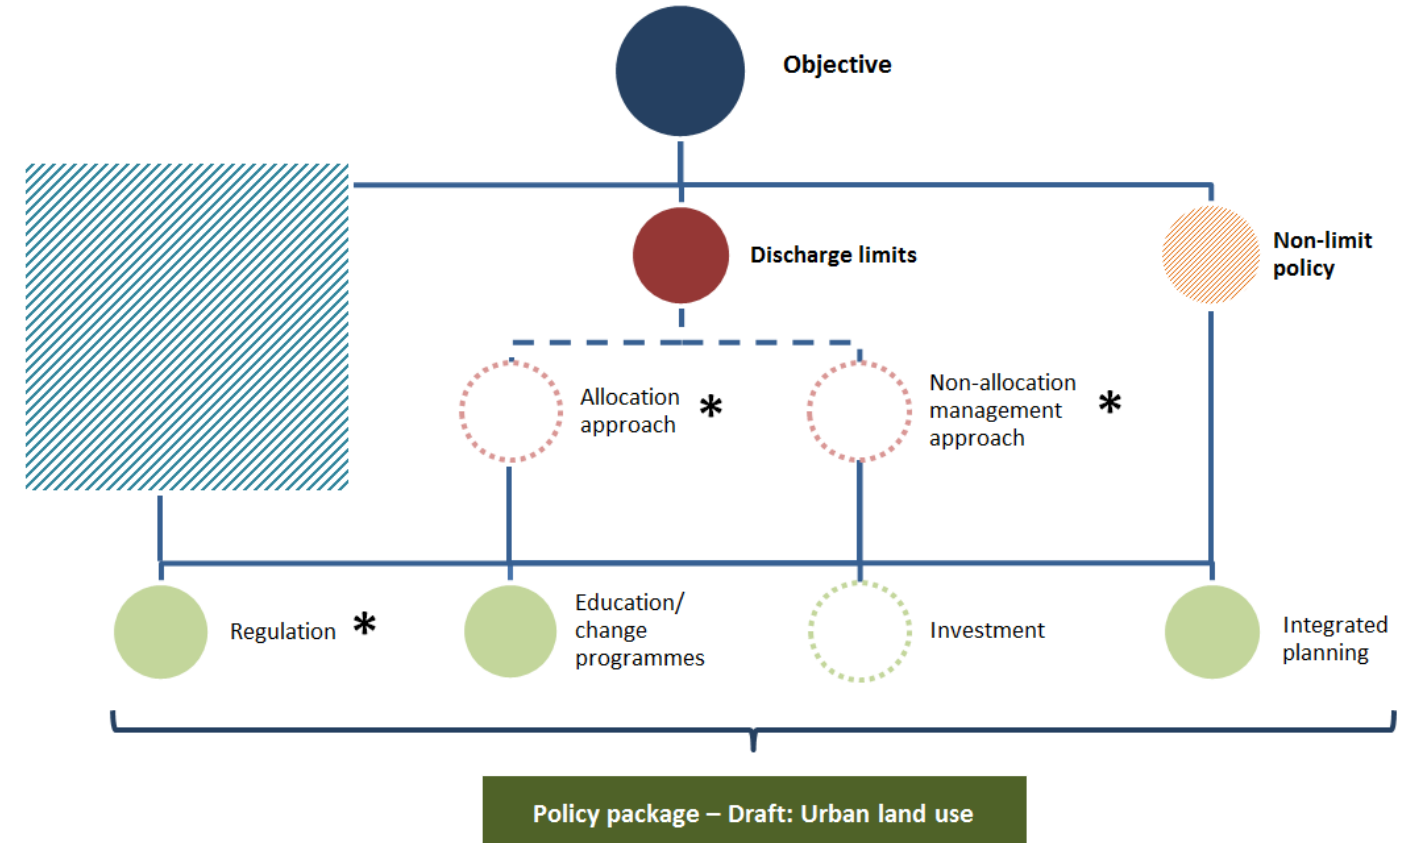 Objective
Discharge limits
Non-limit
policy
Allocation
approach *
Non-allocation
management *
approach
Regulation *
Education/
change
programmes
Investment
Integrated
planning
Policy package – Draft: Urban land use